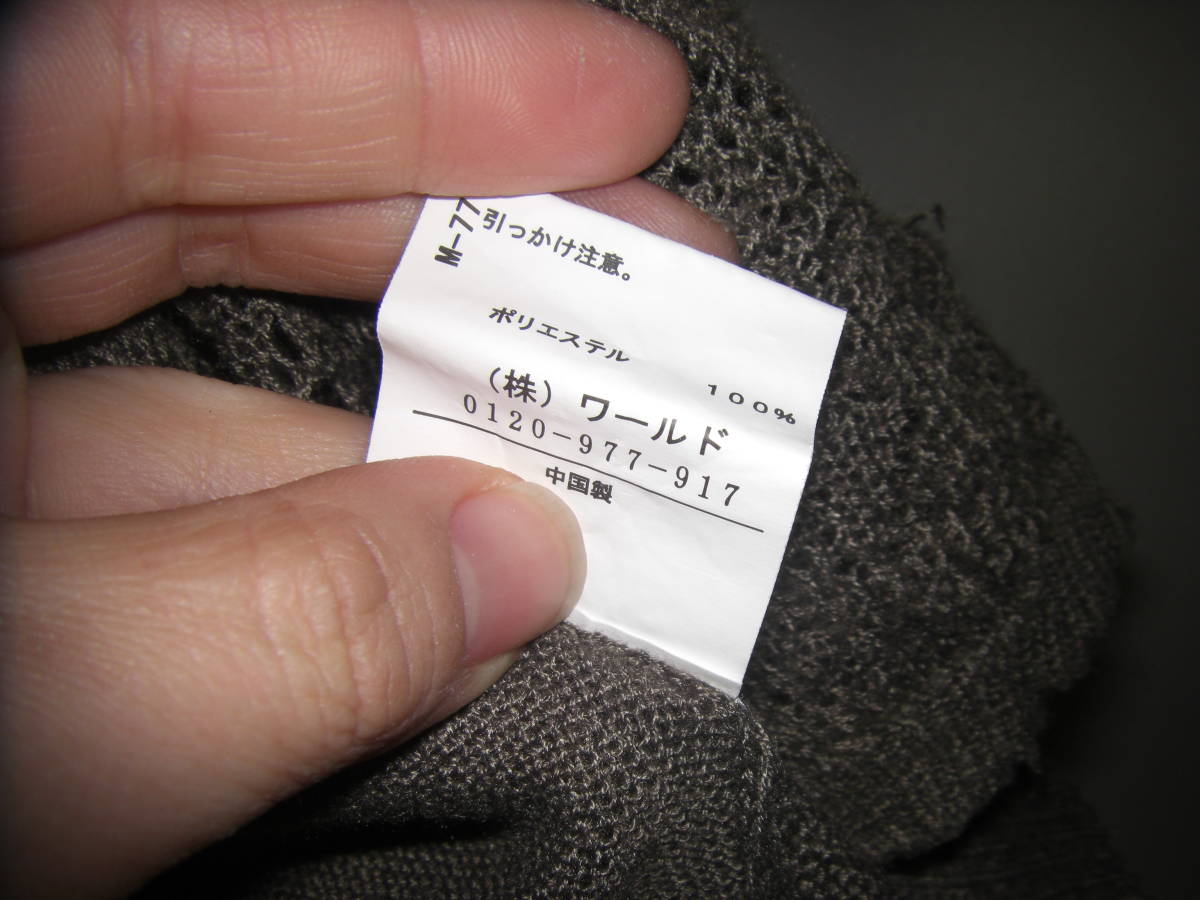 M-77
引っかけ注意。
ポリエステル 100%
(株) ワールド
0120-977-917
中国製